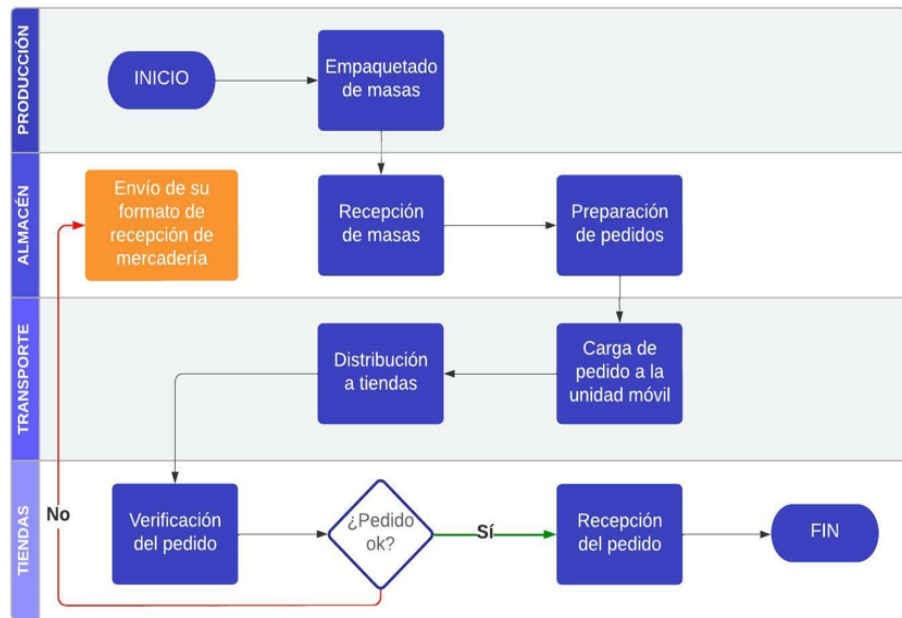 PRODUCCIÓN
INICIO
Empaquetado
de masas
ALMACÉN
Envío de su
formato de
recepción de
mercadería
Recepción
de masas
Preparación
de pedidos
TRANSPORTE
Distribución
a tiendas
Carga de
pedido a la
unidad móvil
TIENDAS
No
Verificación
del pedido
¿Pedido
ok?
Sí
Recepción
del pedido
FIN